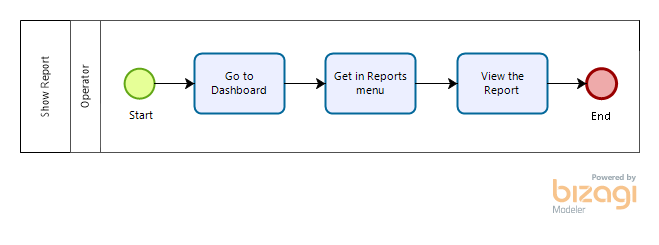 Show Report
Operator
Start
Go to
Dashboard
Get in Reports
menu
View the
Report
End
Powered by
bizagi
Modeler